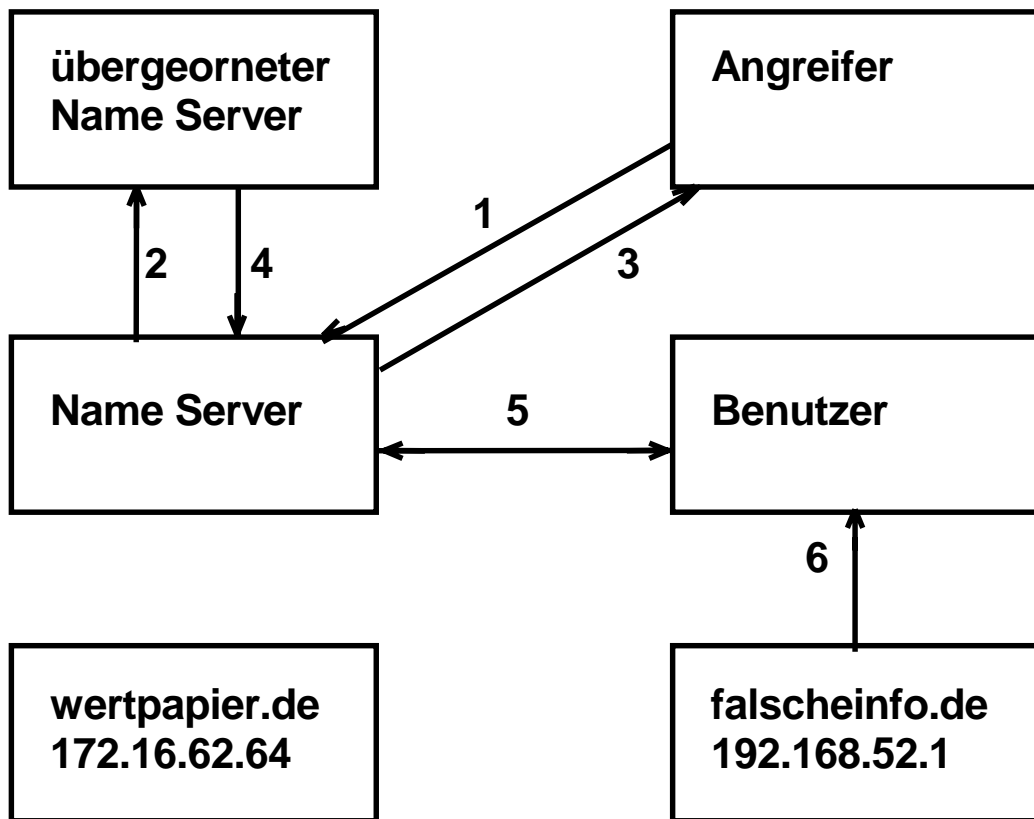 übergeorneter
Name Server
Angreifer
1
2
4
3
Name Server
5
Benutzer
6
wertpapier.de
172.16.62.64
falscheinfo.de
192.168.52.1